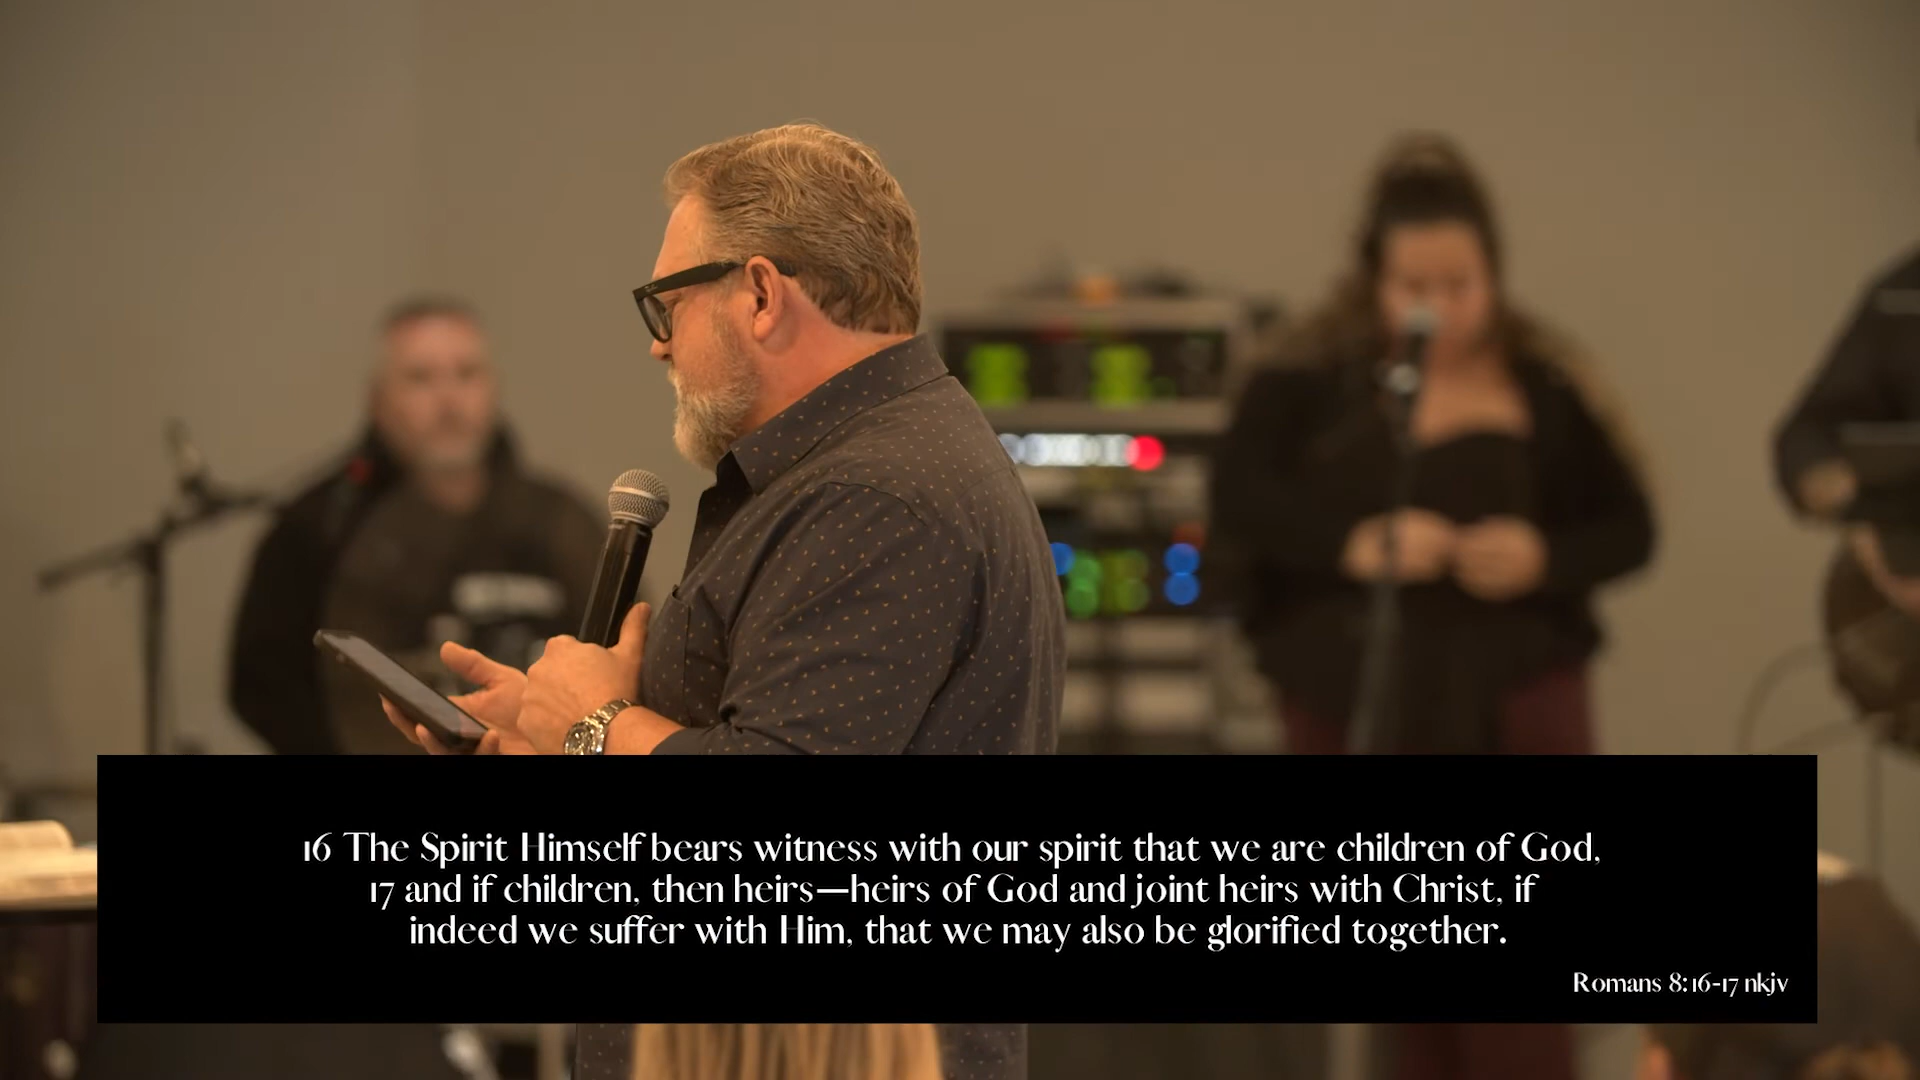 16 The Spirit Himself bears witness with our spirit that we are children of God,
17 and if children, then heirs—heirs of God and joint heirs with Christ, if
indeed we suffer with Him, that we may also be glorified together.
Romans 8:16-17 nkjv